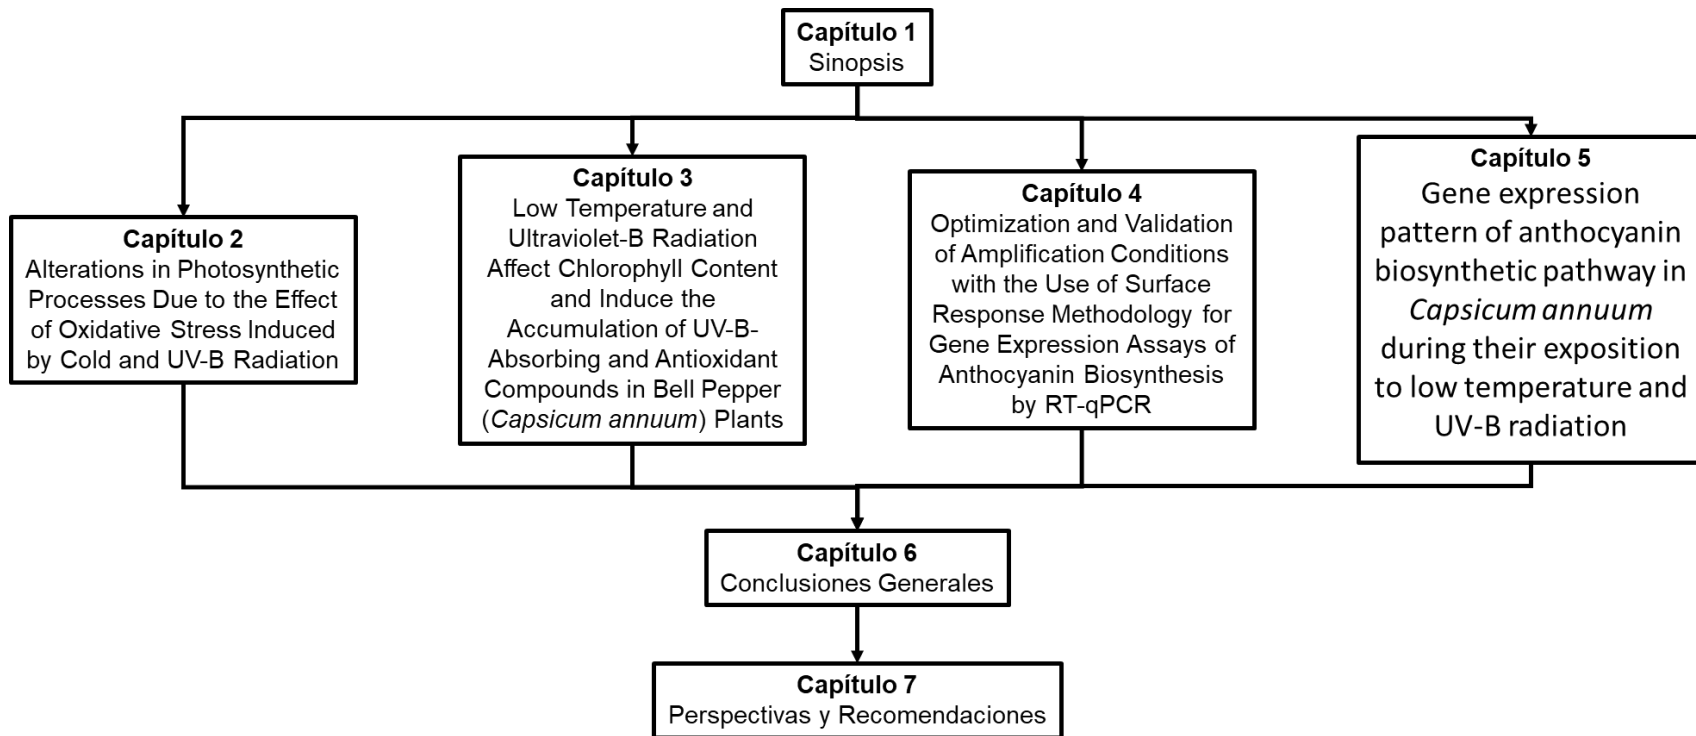 Capítulo 1
Sinopsis
Capítulo 2
Alterations in Photosynthetic
Processes Due to the Effect
of Oxidative Stress Induced
by Cold and UV-B Radiation
Capítulo 3
Low Temperature and
Ultraviolet-B Radiation
Affect Chlorophyll Content
and Induce the
Accumulation of UV-B-
Absorbing and Antioxidant
Compounds in Bell Pepper
(Capsicum annuum) Plants
Capítulo 4
Optimization and Validation
of Amplification Conditions
with the Use of Surface
Response Methodology for
Gene Expression Assays of
Anthocyanin Biosynthesis
by RT-qPCR
Capítulo 5
Gene expression
pattern of anthocyanin
biosynthetic pathway in
Capsicum annuum
during their exposition
to low temperature and
UV-B radiation
Capítulo 6
Conclusiones Generales
Capítulo 7
Perspectivas y Recomendaciones